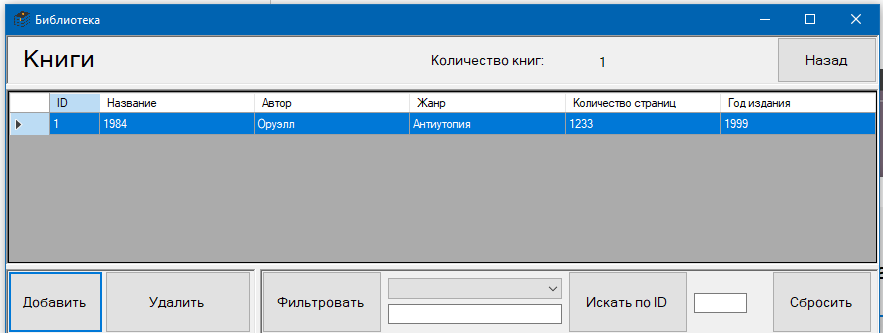 Библиотека
Книги Количество книг: 1 Назад
ID Название Автор Жанр Количество страниц Год издания
1 1984 Оруэлл Антиутопия 1233 1999
Добавить Удалить Фильтровать Искать по ID Сбросить